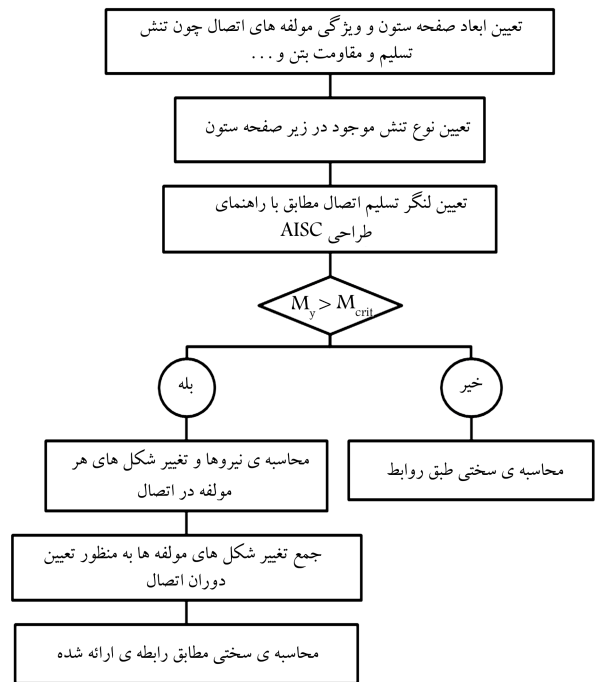 تعیین ابعاد صفحه ستون و ویژگی مولفه های اتصال چون تنش
تسلیم و مقاومت بتن و ...
تعیین نوع تنش موجود در زیر صفحه ستون
تعیین لنگر تسلیم اتصال مطابق با راهنمای
طراحی AISC
M_y > M_crit
بله
خیر
محاسبه ی نیروها و تغییر شکل های هر
مولفه در اتصال
محاسبه ی سختی طبق روابط
جمع تغییر شکل های مولفه ها به منظور تعیین
دوران اتصال
محاسبه ی سختی مطابق رابطه ی ارائه شده